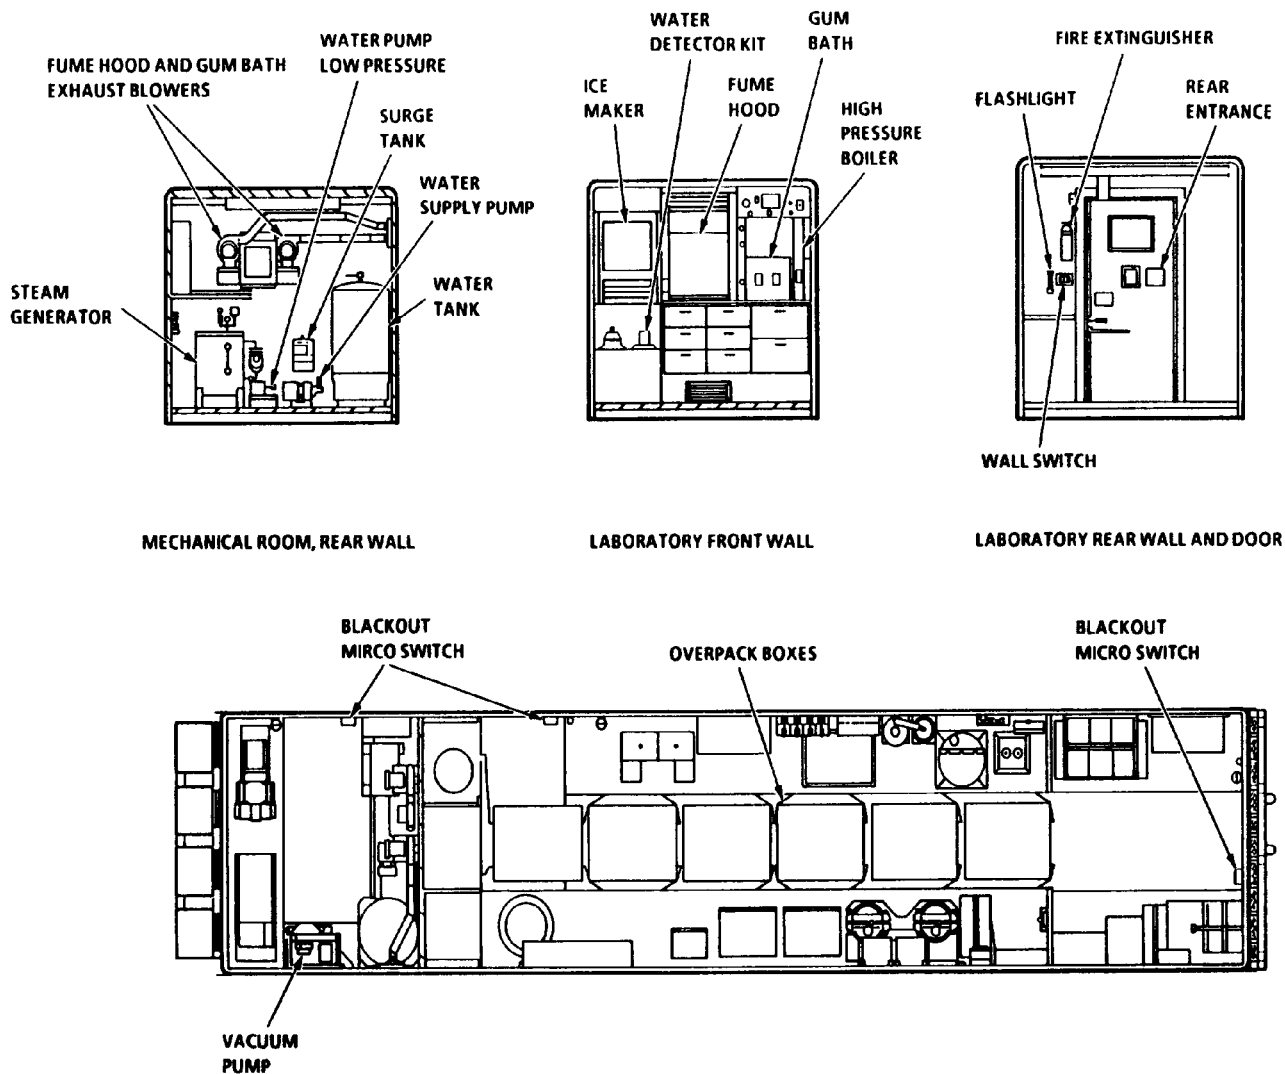 FUME HOOD AND GUM BATH
EXHAUST BLOWERS
WATER PUMP
LOW PRESSURE
SURGE
TANK
WATER
SUPPLY PUMP
WATER
TANK
STEAM
GENERATOR
MECHANICAL ROOM, REAR WALL
ICE
MAKER
WATER
DETECTOR KIT
FUME
HOOD
GUM
BATH
HIGH
PRESSURE
BOILER
LABORATORY FRONT WALL
FLASHLIGHT
FIRE EXTINGUISHER
REAR
ENTRANCE
WALL SWITCH
LABORATORY REAR WALL AND DOOR
BLACKOUT
MIRCO SWITCH
OVERPACK BOXES
BLACKOUT
MICRO SWITCH
VACUUM
PUMP